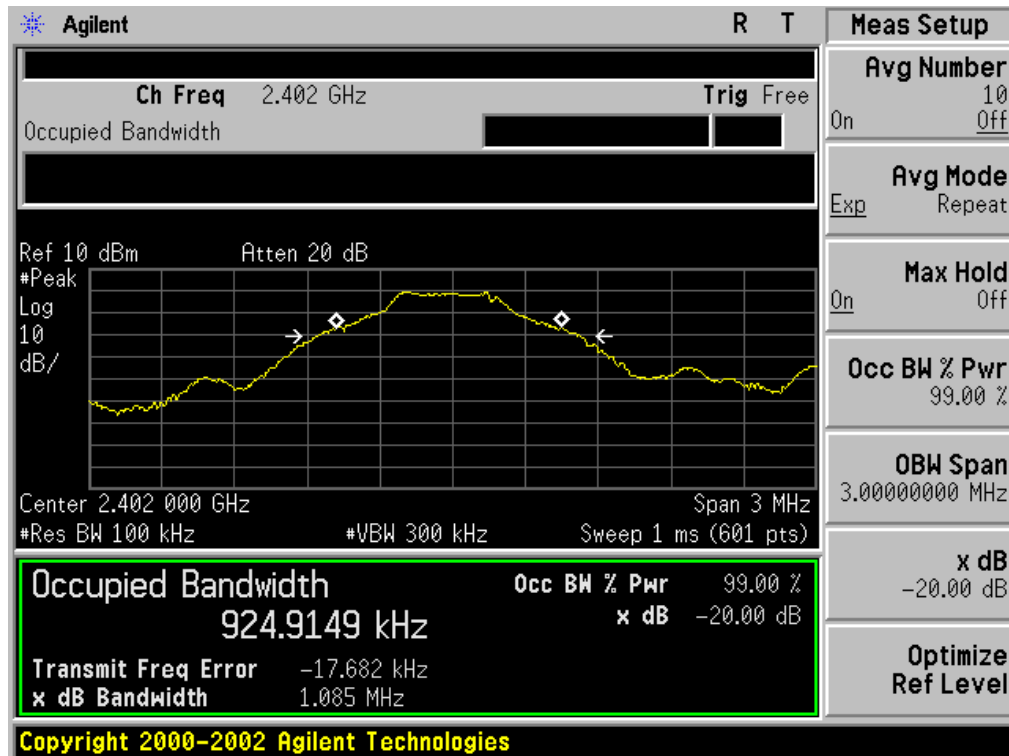 Agilent R T
Ch Freq 2.402 GHz Trig Free
Occupied Bandwidth
Ref 10 dBm Atten 20 dB
#Peak
Log
10
dB/
Center 2.402 000 GHz Span 3 MHz
#Res BW 100 kHz #VBW 300 kHz Sweep 1 ms (601 pts)
Occupied Bandwidth Occ BW % Pwr 99.00 %
924.9149 kHz x dB -20.00 dB
Transmit Freq Error -17.682 kHz
x dB Bandwidth 1.085 MHz
Copyright 2000-2002 Agilent Technologies
Meas Setup
Avg Number
10
On Off
Avg Mode
Exp Repeat
Max Hold
On Off
Occ BW % Pwr
99.00 %
OBW Span
3.00000000 MHz
x dB
-20.00 dB
Optimize
Ref Level